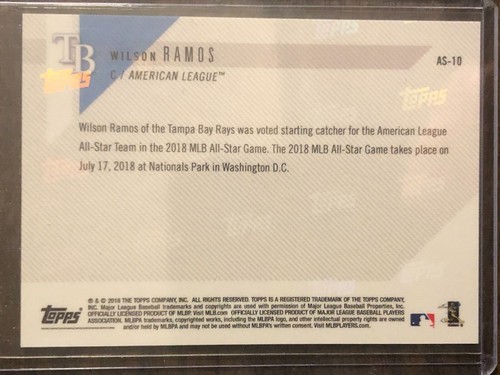 TB
WILSON RAMOS
AS-10
Topps
C / AMERICAN LEAGUE™
Topps
Wilson Ramos of the Tampa Bay Rays was voted starting catcher for the American League
All-Star Team in the 2018 MLB All-Star Game. The 2018 MLB All-Star Game takes place on
July 17, 2018 at Nationals Park in Washington D.C.
® & © 2018 THE TOPPS COMPANY, INC. ALL RIGHTS RESERVED. TOPPS IS A REGISTERED TRADEMARK OF THE TOPPS COMPANY,
INC. Major League Baseball trademarks and copyrights are used with permission of Major League Baseball Properties, Inc.
OFFICIALLY LICENSED PRODUCT OF MLBP. Visit MLB.com OFFICIALLY LICENSED PRODUCT OF MAJOR LEAGUE BASEBALL PLAYERS
ASSOCIATION. MLBPA trademarks, copyrighted works, including the MLBPA logo, and other intellectual property rights are owned
and/or held by MLBPA and may not be used without MLBPA's written consent. Visit MLBPLAYERS.com.
Topps